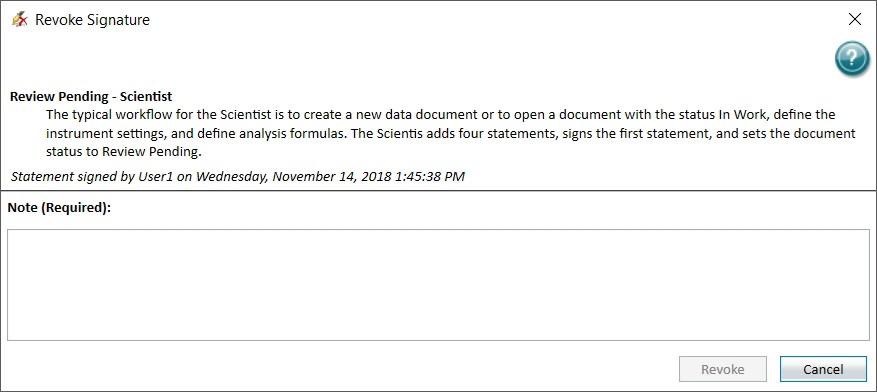 Revoke Signature
?
Review Pending - Scientist
The typical workflow for the Scientist is to create a new data document or to open a document with the status In Work, define the
instrument settings, and define analysis formulas. The Scientis adds four statements, signs the first statement, and sets the document
status to Review Pending.
Statement signed by User1 on Wednesday, November 14, 2018 1:45:38 PM
Note (Required):
Revoke Cancel